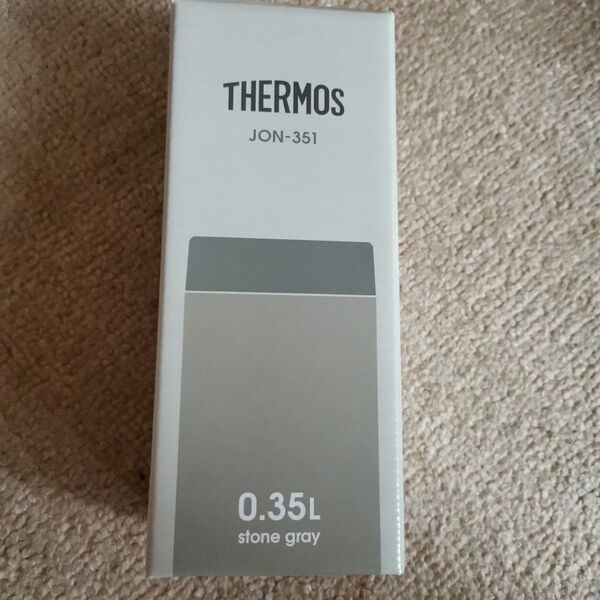 THERMOS
JON-351
0.35L
stone gray